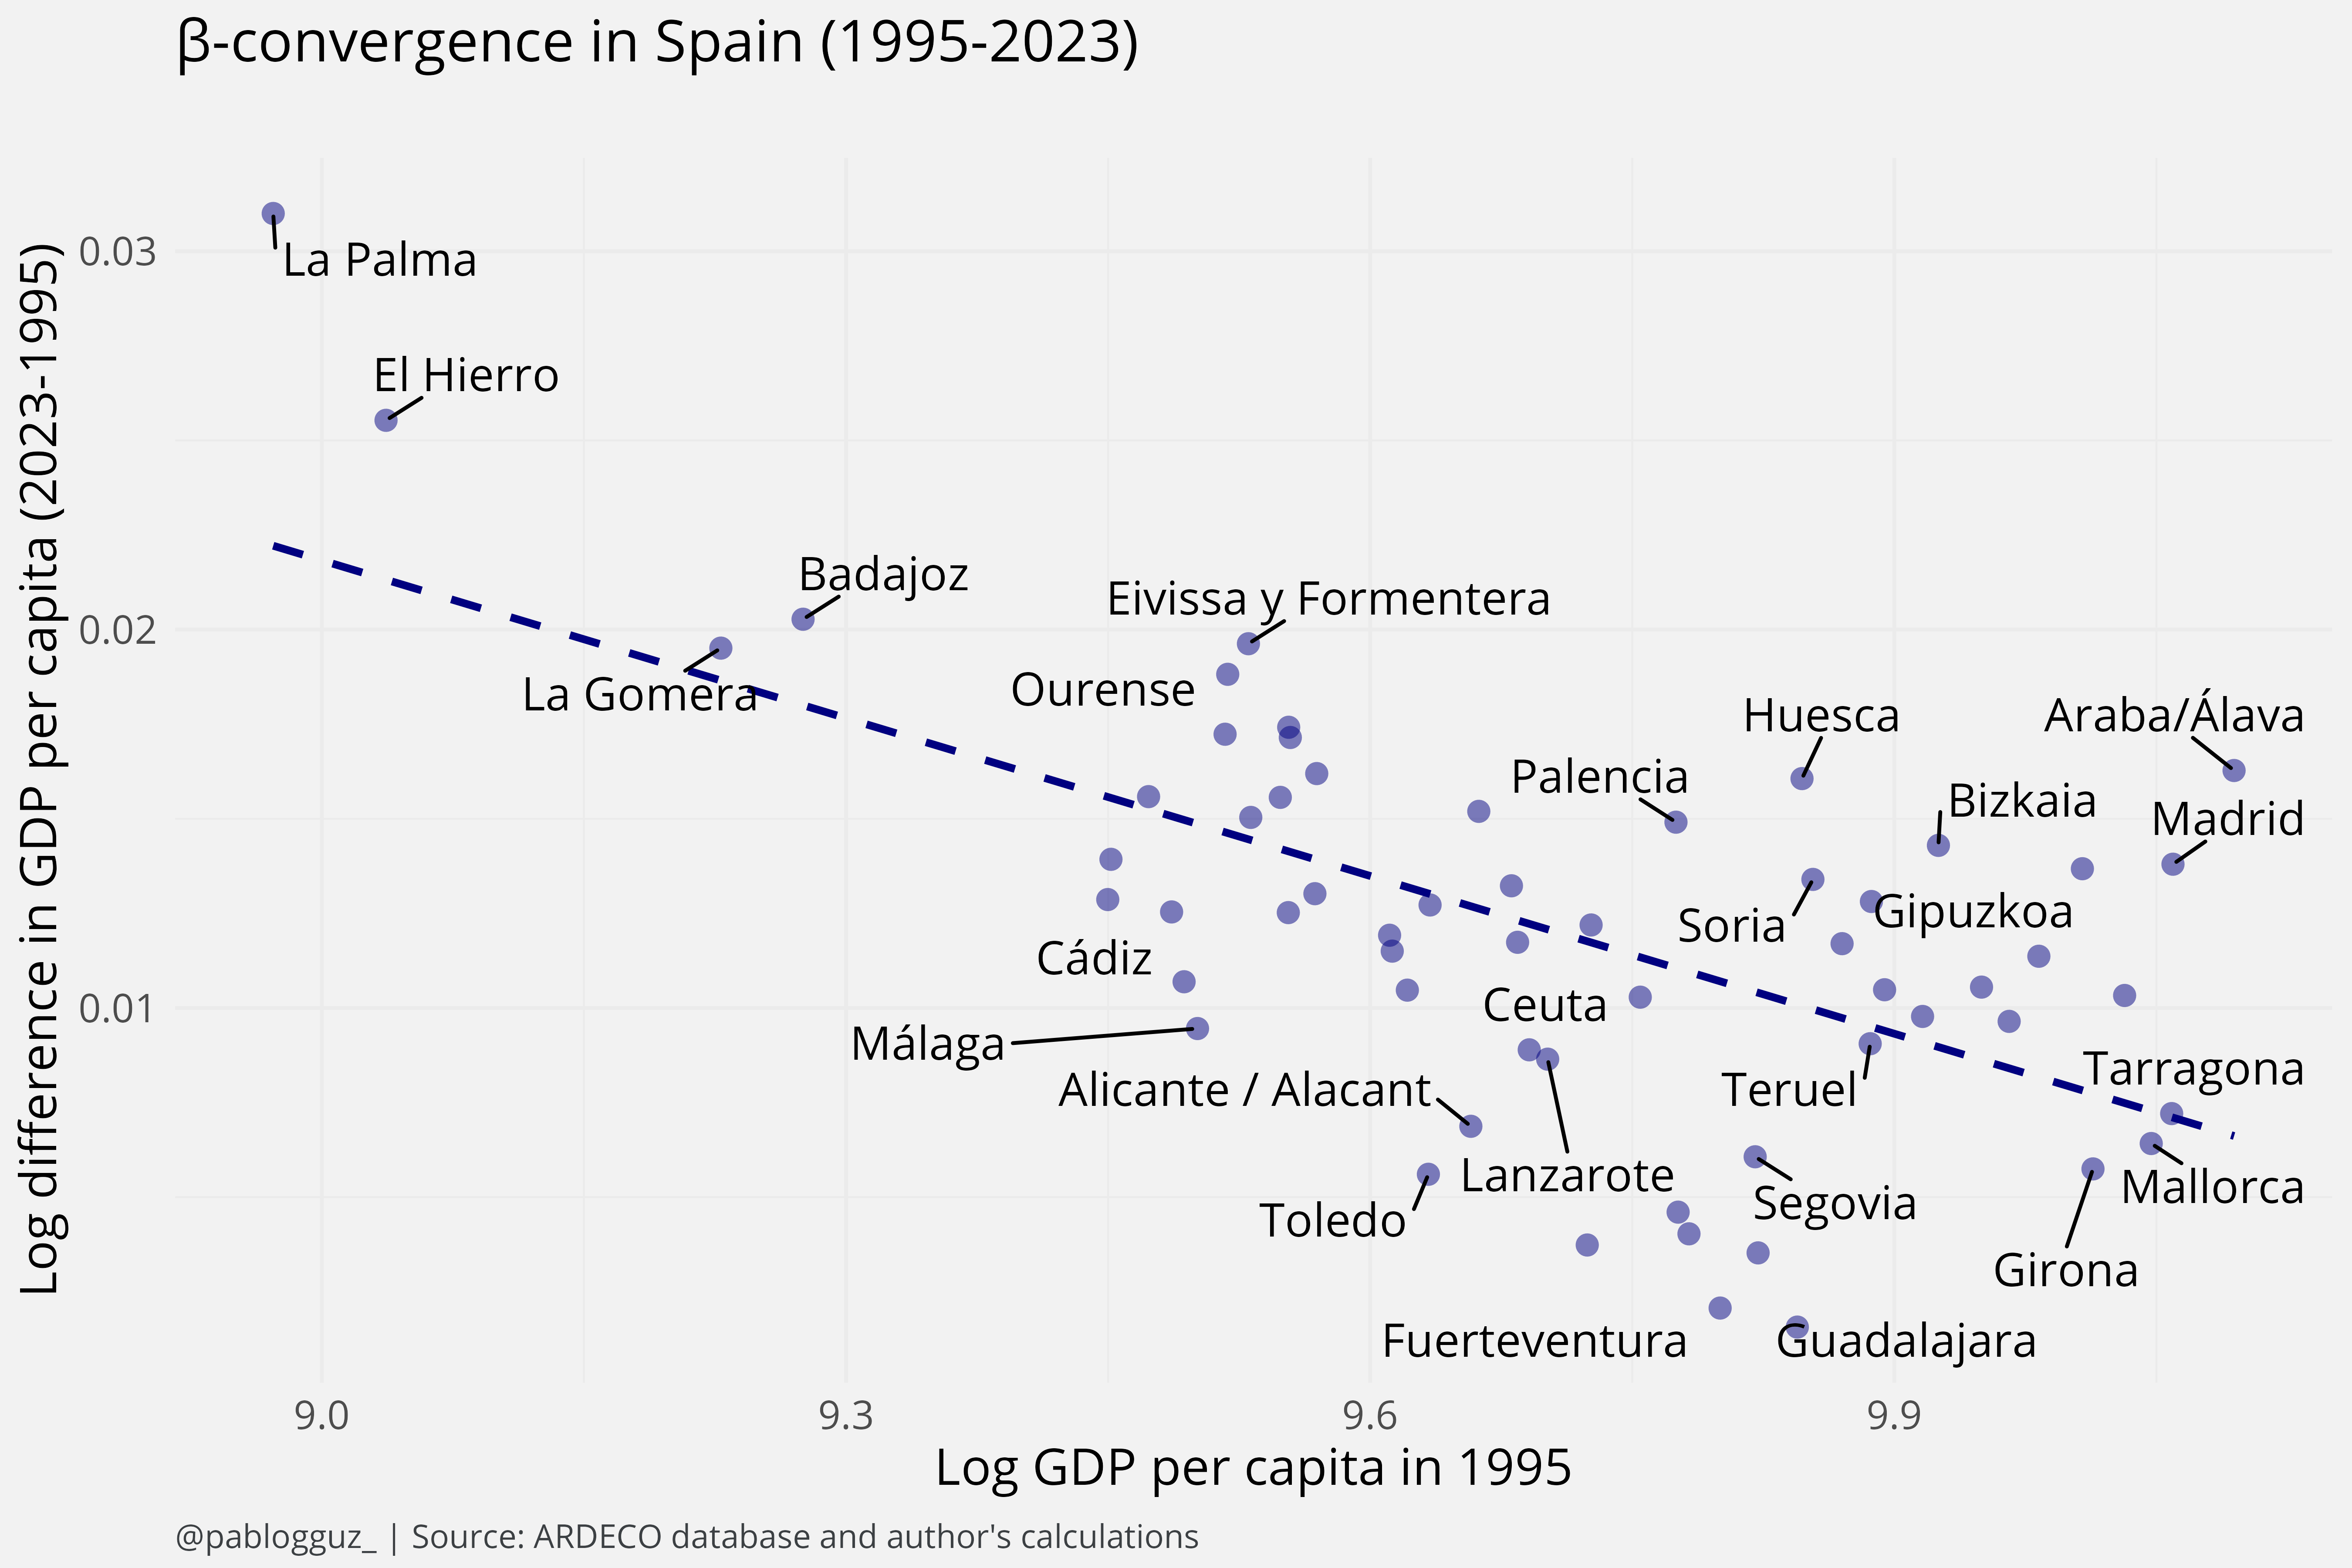 β-convergence in Spain (1995-2023)
Log difference in GDP per capita (2023-1995)
0.03
0.02
0.01
La Palma
El Hierro
Badajoz
La Gomera
Eivissa y Formentera
Ourense
Huesca
Araba/Álava
Palencia
Bizkaia
Madrid
Soria
Gipuzkoa
Cádiz
Ceuta
Málaga
Alicante / Alacant
Teruel
Tarragona
Lanzarote
Toledo
Segovia
Mallorca
Girona
Fuerteventura
Guadalajara
9.0
9.3
9.6
9.9
Log GDP per capita in 1995
@pablogguz_ | Source: ARDECO database and author's calculations